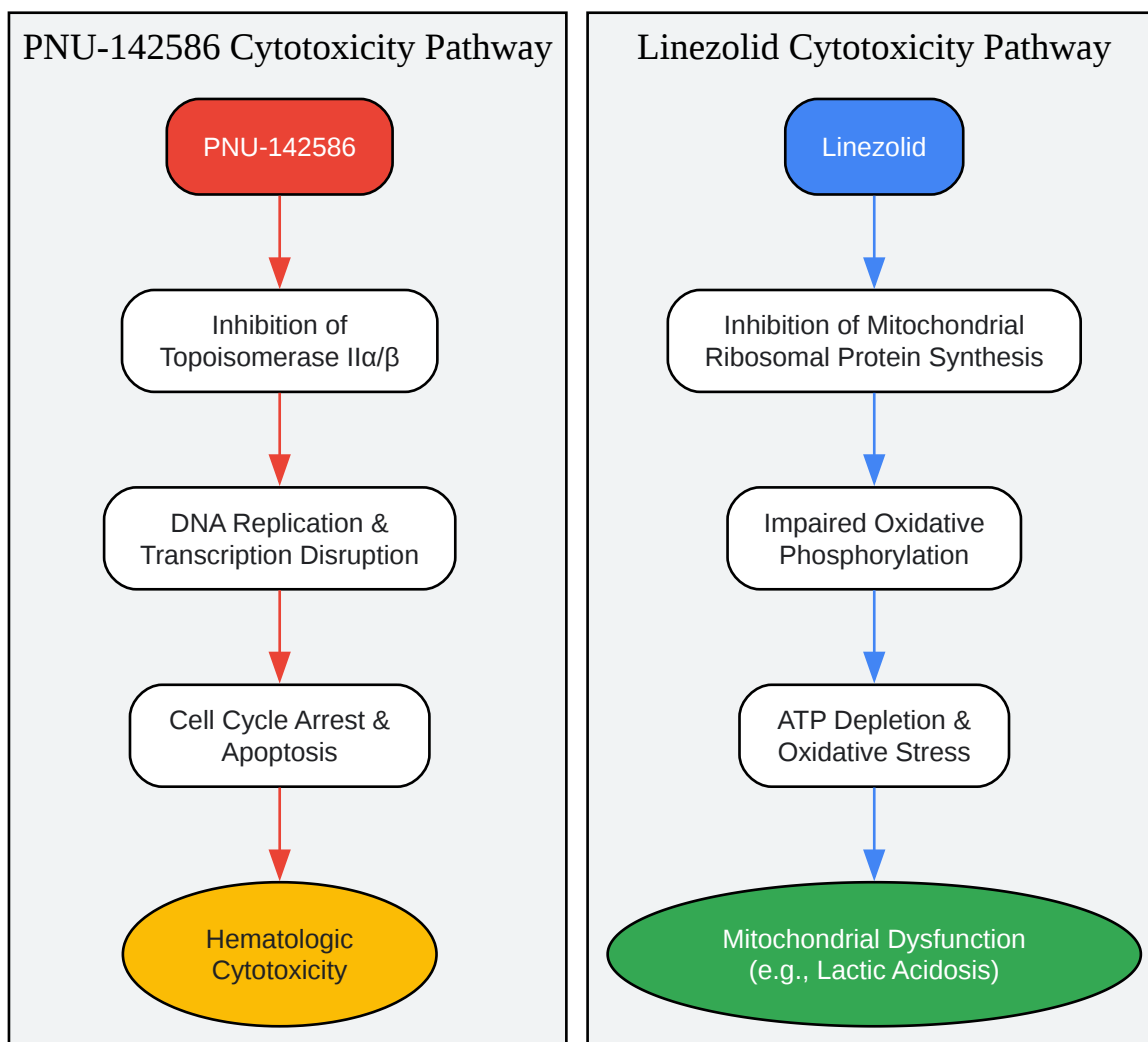 PNU-142586 Cytotoxicity Pathway
PNU-142586
Inhibition of
Topoisomerase IIα/β
DNA Replication &
Transcription Disruption
Cell Cycle Arrest &
Apoptosis
Hematologic
Cytotoxicity
Linezolid Cytotoxicity Pathway
Linezolid
Inhibition of Mitochondrial
Ribosomal Protein Synthesis
Impaired Oxidative
Phosphorylation
ATP Depletion &
Oxidative Stress
Mitochondrial Dysfunction
(e.g., Lactic Acidosis)